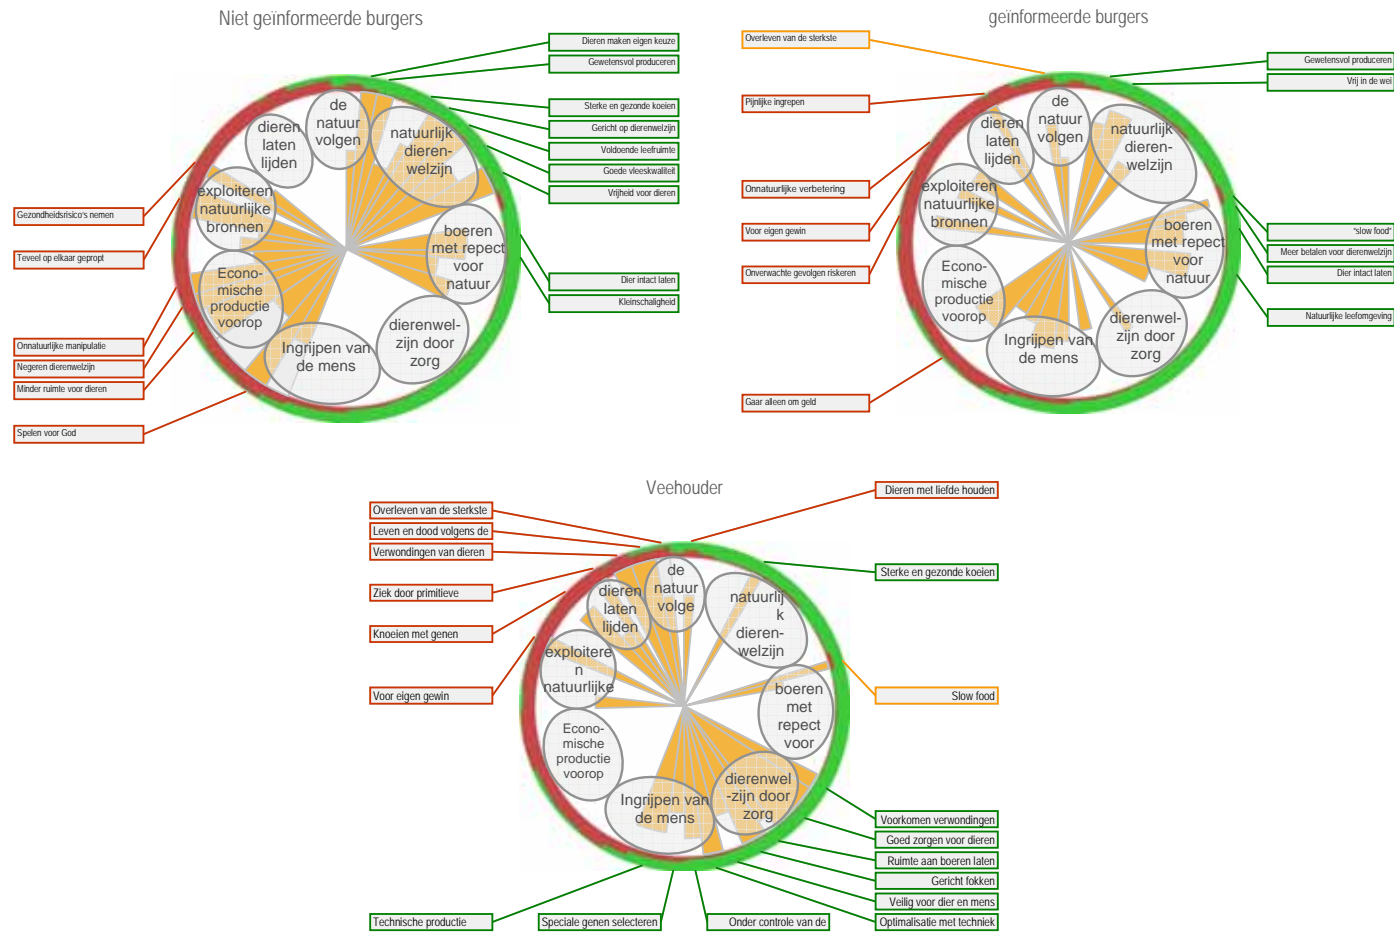 Niet geïnformeerde burgers
Dieren maken eigen keuze
Gewetensvol produceren
Sterke en gezonde koeien
Gericht op dierenwelzijn
Voldoende leefruimte
Goede vleeskwaliteit
Vrijheid voor dieren
Dier intact laten
Kleinschaligheid
Gezondheidsrisico's nemen
Teveel op elkaar gepropt
Onnatuurlijke manipulatie
Negeren dierenwelzijn
Minder ruimte voor dieren
Spelen voor God
de
natuur
volgen
natuurlijk
dieren-
welzijn
boeren
met repect
voor
natuur
dierenwel-
zijn door
zorg
Ingrijpen van
de mens
Econo-
mische
productie
voorop
exploiteren
natuurlijke
bronnen
dieren
laten
lijden
geïnformeerde burgers
Overleven van de sterkste
Pijnlijke ingrepen
Onnatuurlijke verbetering
Voor eigen gewin
Onverwachte gevolgen riskeren
Gaar alleen om geld
Gewetensvol produceren
Vrij in de wei
"slow food"
Meer betalen voor dierenwelzijn
Dier intact laten
Natuurlijke leefomgeving
de
natuur
volgen
natuurlijk
dieren-
welzijn
boeren
met repect
voor
natuur
dierenwel-
zijn door
zorg
Ingrijpen van
de mens
Econo-
mische
productie
voorop
exploiteren
natuurlijke
bronnen
dieren
laten
lijden
Veehouder
Overleven van de sterkste
Leven en dood volgens de
Verwondingen van dieren
Ziek door primitieve
Knoeien met genen
Voor eigen gewin
Dieren met liefde houden
Sterke en gezonde koeien
Slow food
Voorkomen verwondingen
Goed zorgen voor dieren
Ruimte aan boeren laten
Gericht fokken
Veilig voor dier en mens
Optimalisatie met techniek
Onder controle van de
Speciale genen selecteren
Technische productie
de
natuur
volge
natuurlij
k
dieren-
welzijn
boeren
met
repect
voor
dierenwel
-zijn door
zorg
Ingrijpen van
de mens
Econo-
mische
productie
voorop
exploitere
n
natuurlijke
dieren
laten
lijden